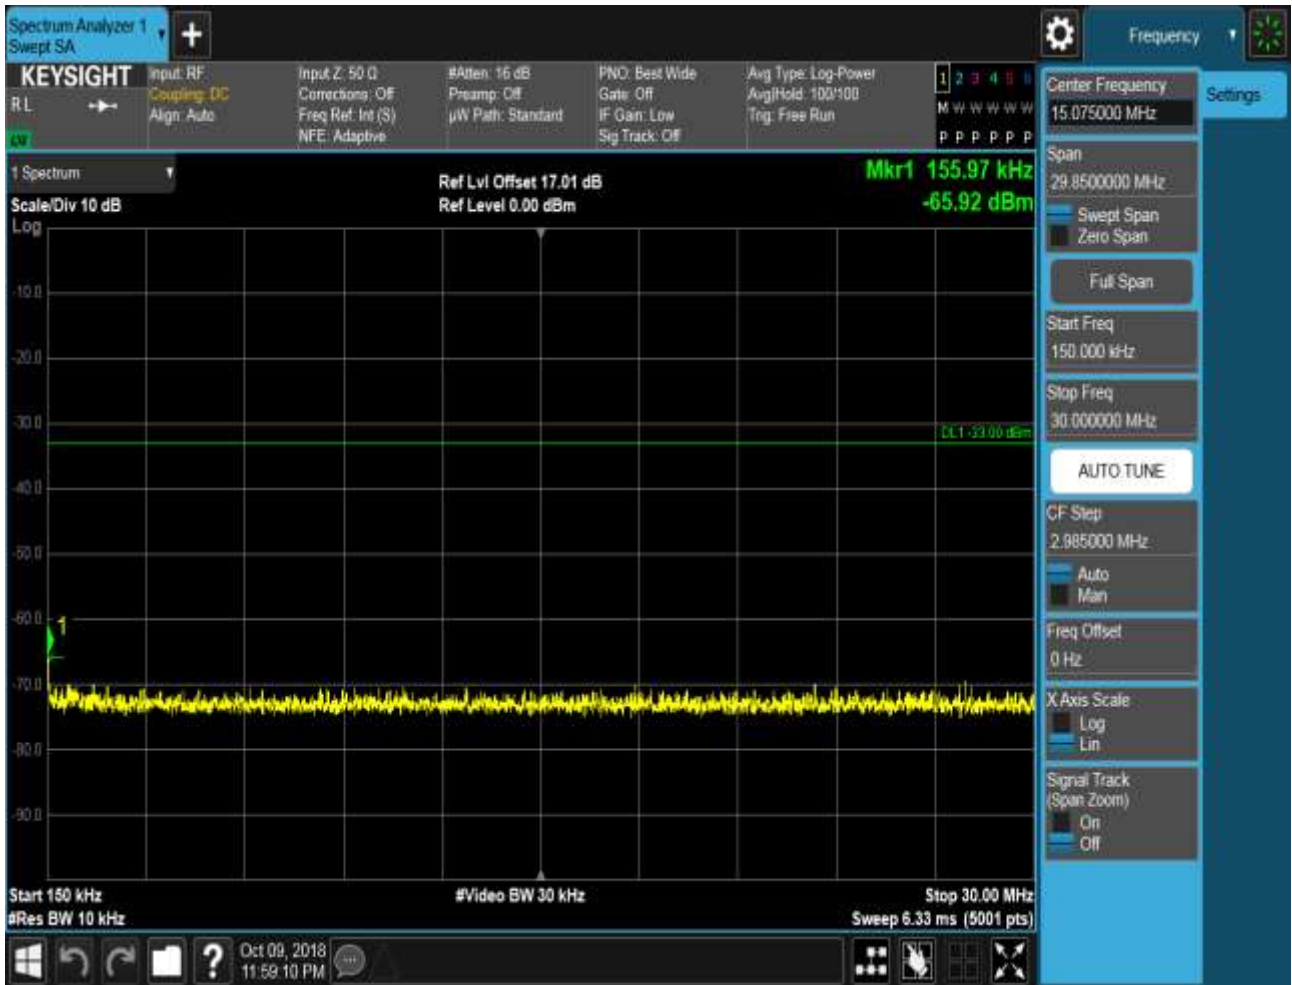 Spectrum Analyzer 1
Swept SA
Frequency
KEYSIGHT
R L
Input: RF
Coupling: DC
Align: Auto
Input Z: 50 Ω
Corrections: Off
Freq Ref: Int (S)
NFE: Adaptive
#Atten: 16 dB
Preamp: Off
µW Path: Standard
PNO: Best Wide
Gate: Off
IF Gain: Low
Sig Track: Off
Avg Type: Log-Power
Avg|Hold: 100/100
Trig: Free Run
1 2 3 4 5 6
M W W W W W
P P P P P P
1 Spectrum
Scale/Div 10 dB
Log
Ref Lvl Offset 17.01 dB
Ref Level 0.00 dBm
Mkr1 155.97 kHz
-65.92 dBm
-10.0
-20.0
-30.0
DL1 -33.00 dBm
-40.0
-50.0
-60.0
1
-70.0
-80.0
-90.0
Start 150 kHz
#Res BW 10 kHz
#Video BW 30 kHz
Stop 30.00 MHz
Sweep 6.33 ms (5001 pts)
Center Frequency
15.075000 MHz
Settings
Span
29.8500000 MHz
Swept Span
Zero Span
Full Span
Start Freq
150.000 kHz
Stop Freq
30.000000 MHz
AUTO TUNE
CF Step
2.985000 MHz
Auto
Man
Freq Offset
0 Hz
X Axis Scale
Log
Lin
Signal Track
(Span Zoom)
On
Off
?
Oct 09, 2018
11:59:10 PM